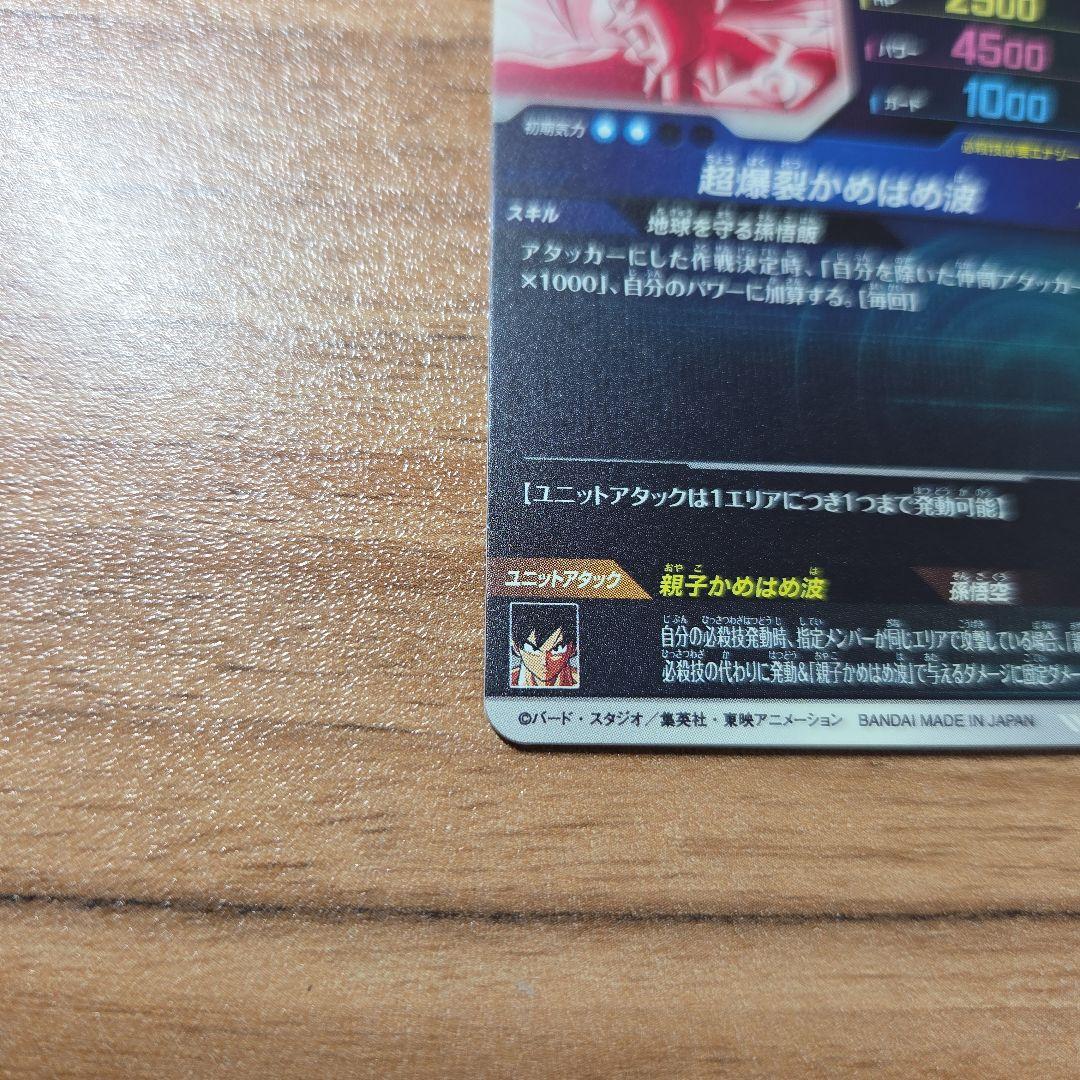 2500
パワー 4500
ガード 1000
初期気力
必殺技必要エナジー
超爆裂かめはめ波
スキル 地球を守る孫悟飯
アタッカーにした作戦決定時、「自分を除いた仲間アタッカー
×1000」、自分のパワーに加算する。[毎回]
【ユニットアタックは1エリアにつき1つまで発動可能】
ユニットアタック 親子かめはめ波 孫悟空
自分の必殺技発動時、指定メンバーが同じエリアで攻撃している場合、
必殺技の代わりに発動&「親子かめはめ波」で与えるダメージに固定ダメ
©バード・スタジオ/集英社・東映アニメーション BANDAI MADE IN JAPAN